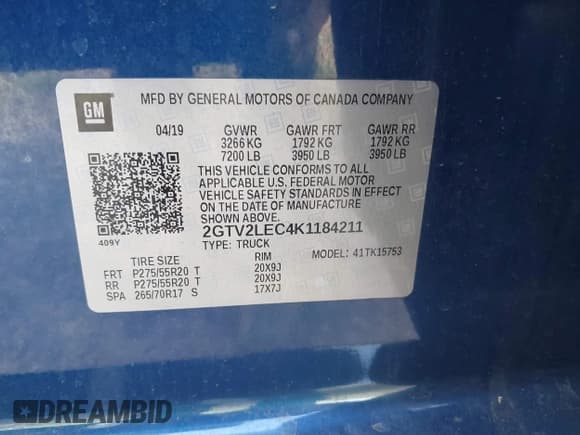 GM
MFD BY GENERAL MOTORS OF CANADA COMPANY
04/19 GVWR GAWR FRT GAWR RR
3266 KG 1792 KG 1792 KG
7200 LB 3950 LB 3950 LB
THIS VEHICLE CONFORMS TO ALL
APPLICABLE U.S. FEDERAL MOTOR
VEHICLE SAFETY STANDARDS IN EFFECT
ON THE DATE OF MANUFACTURE
SHOWN ABOVE.
409Y 2GTV2LEC4K1184211
TYPE: TRUCK MODEL: 41TK15753
TIRE SIZE RIM
FRT P275/55R20 T 20X9J
RR P275/55R20 T 20X9J
SPA 265/70R17 S 17X7J
DREAMBID